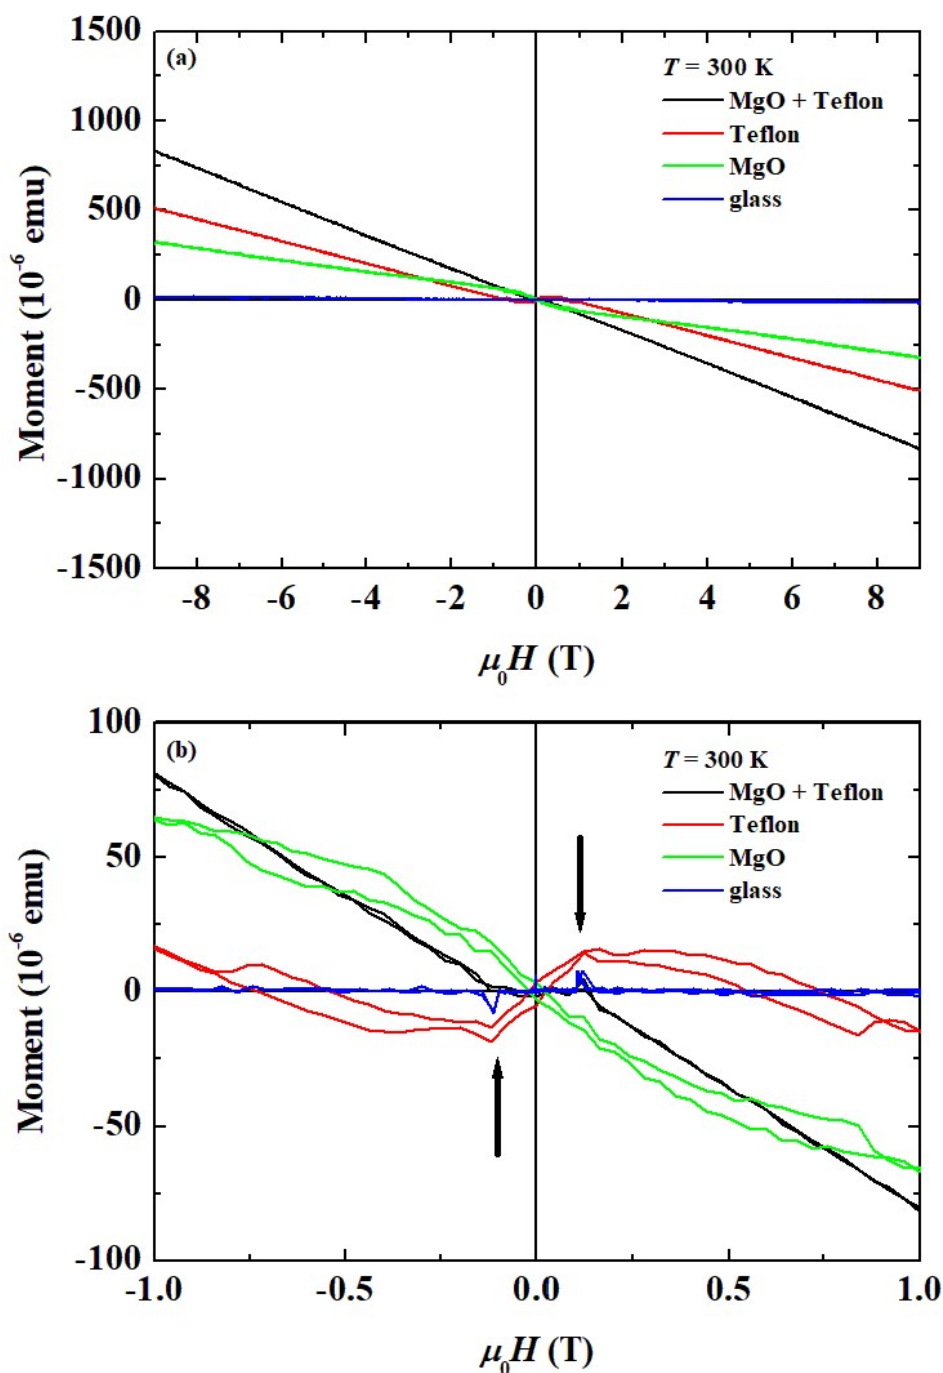 (a)
T = 300 K
MgO + Teflon
Teflon
MgO
glass
1500
1000
500
0
-500
-1000
-1500
Moment (10⁻⁶ emu)
-8 -6 -4 -2 0 2 4 6 8
μ₀H (T)
(b)
T = 300 K
MgO + Teflon
Teflon
MgO
glass
100
50
0
-50
-100
Moment (10⁻⁶ emu)
-1.0 -0.5 0.0 0.5 1.0
μ₀H (T)